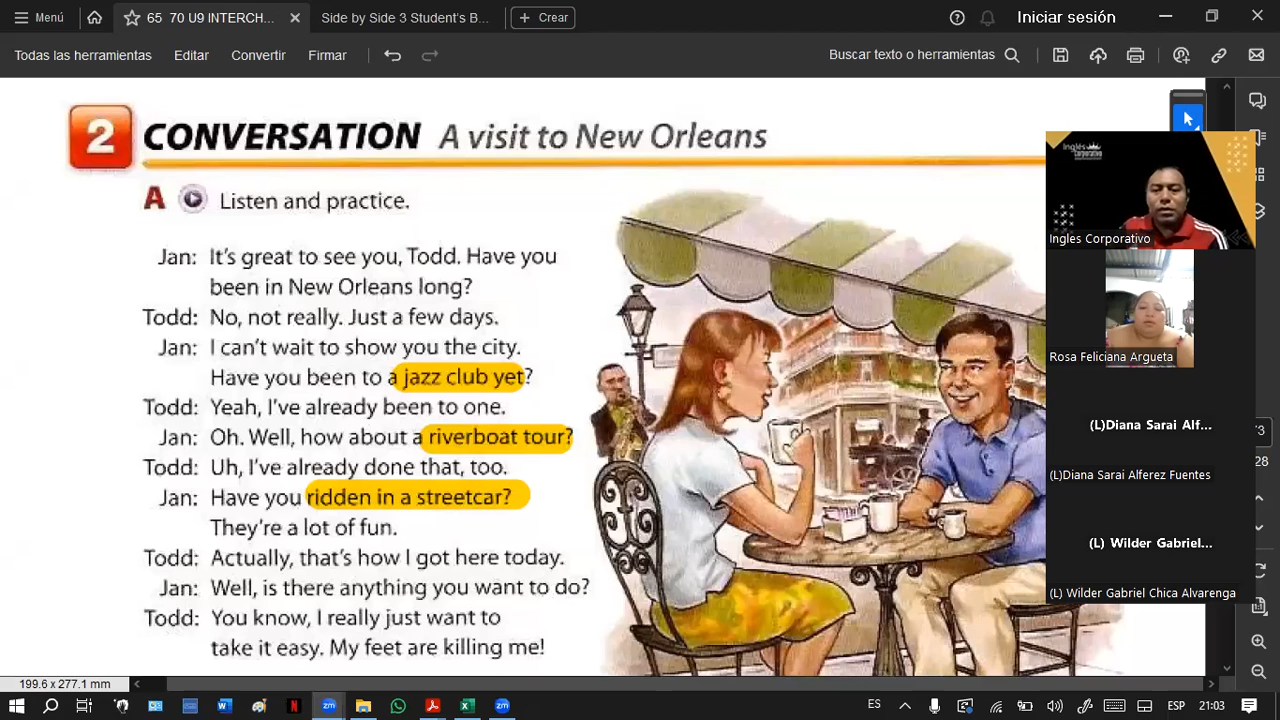 Menú
65 70 U9 INTERCH...
Side by Side 3 Student's B...
Crear
Iniciar sesión
Todas las herramientas
Editar
Convertir
Firmar
Buscar texto o herramientas
2 CONVERSATION A visit to New Orleans
A Listen and practice.
Jan: It's great to see you, Todd. Have you
been in New Orleans long?
Todd: No, not really. Just a few days.
Jan: I can't wait to show you the city.
Have you been to a jazz club yet?
Todd: Yeah, I've already been to one.
Jan: Oh. Well, how about a riverboat tour?
Todd: Uh, I've already done that, too.
Jan: Have you ridden in a streetcar?
They're a lot of fun.
Todd: Actually, that's how I got here today.
Jan: Well, is there anything you want to do?
Todd: You know, I really just want to
take it easy. My feet are killing me!
Inglés
Corporativo
Ingles Corporativo
Rosa Feliciana Argueta
(L)Diana Sarai Alf...
(L)Diana Sarai Alferez Fuentes
(L) Wilder Gabriel...
(L) Wilder Gabriel Chica Alvarenga
73
28
199.6 x 277.1 mm
ES
ESP
21:03